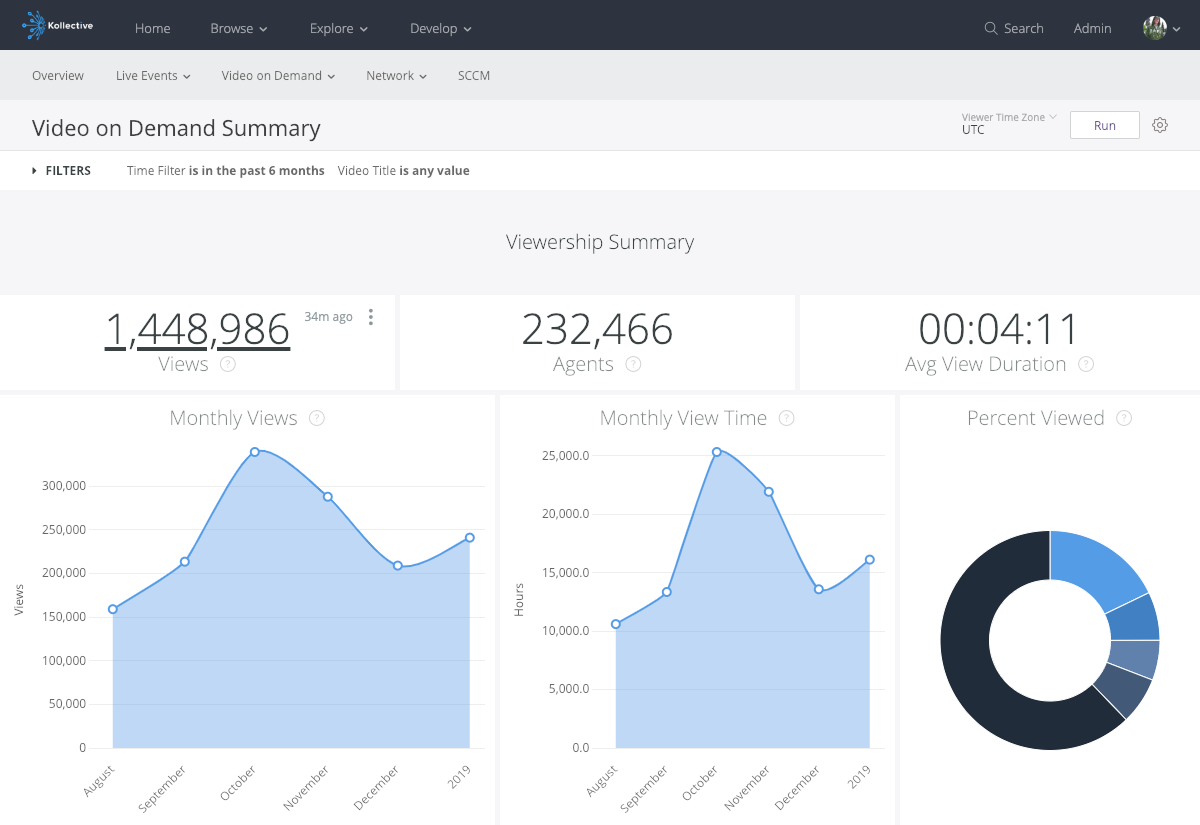 Kollective Home Browse Explore Develop Search Admin
Overview Live Events Video on Demand Network SCCM
Video on Demand Summary
Viewer Time Zone
UTC
Run
FILTERS Time Filter is in the past 6 months Video Title is any value
Viewership Summary
1,448,986 34m ago
Views ?
232,466
Agents ?
00:04:11
Avg View Duration ?
Monthly Views ?
300,000
250,000
200,000
150,000
100,000
50,000
0
Views
August September October November December 2019
Monthly View Time ?
25,000.0
20,000.0
15,000.0
10,000.0
5,000.0
0.0
Hours
August September October November December 2019
Percent Viewed ?